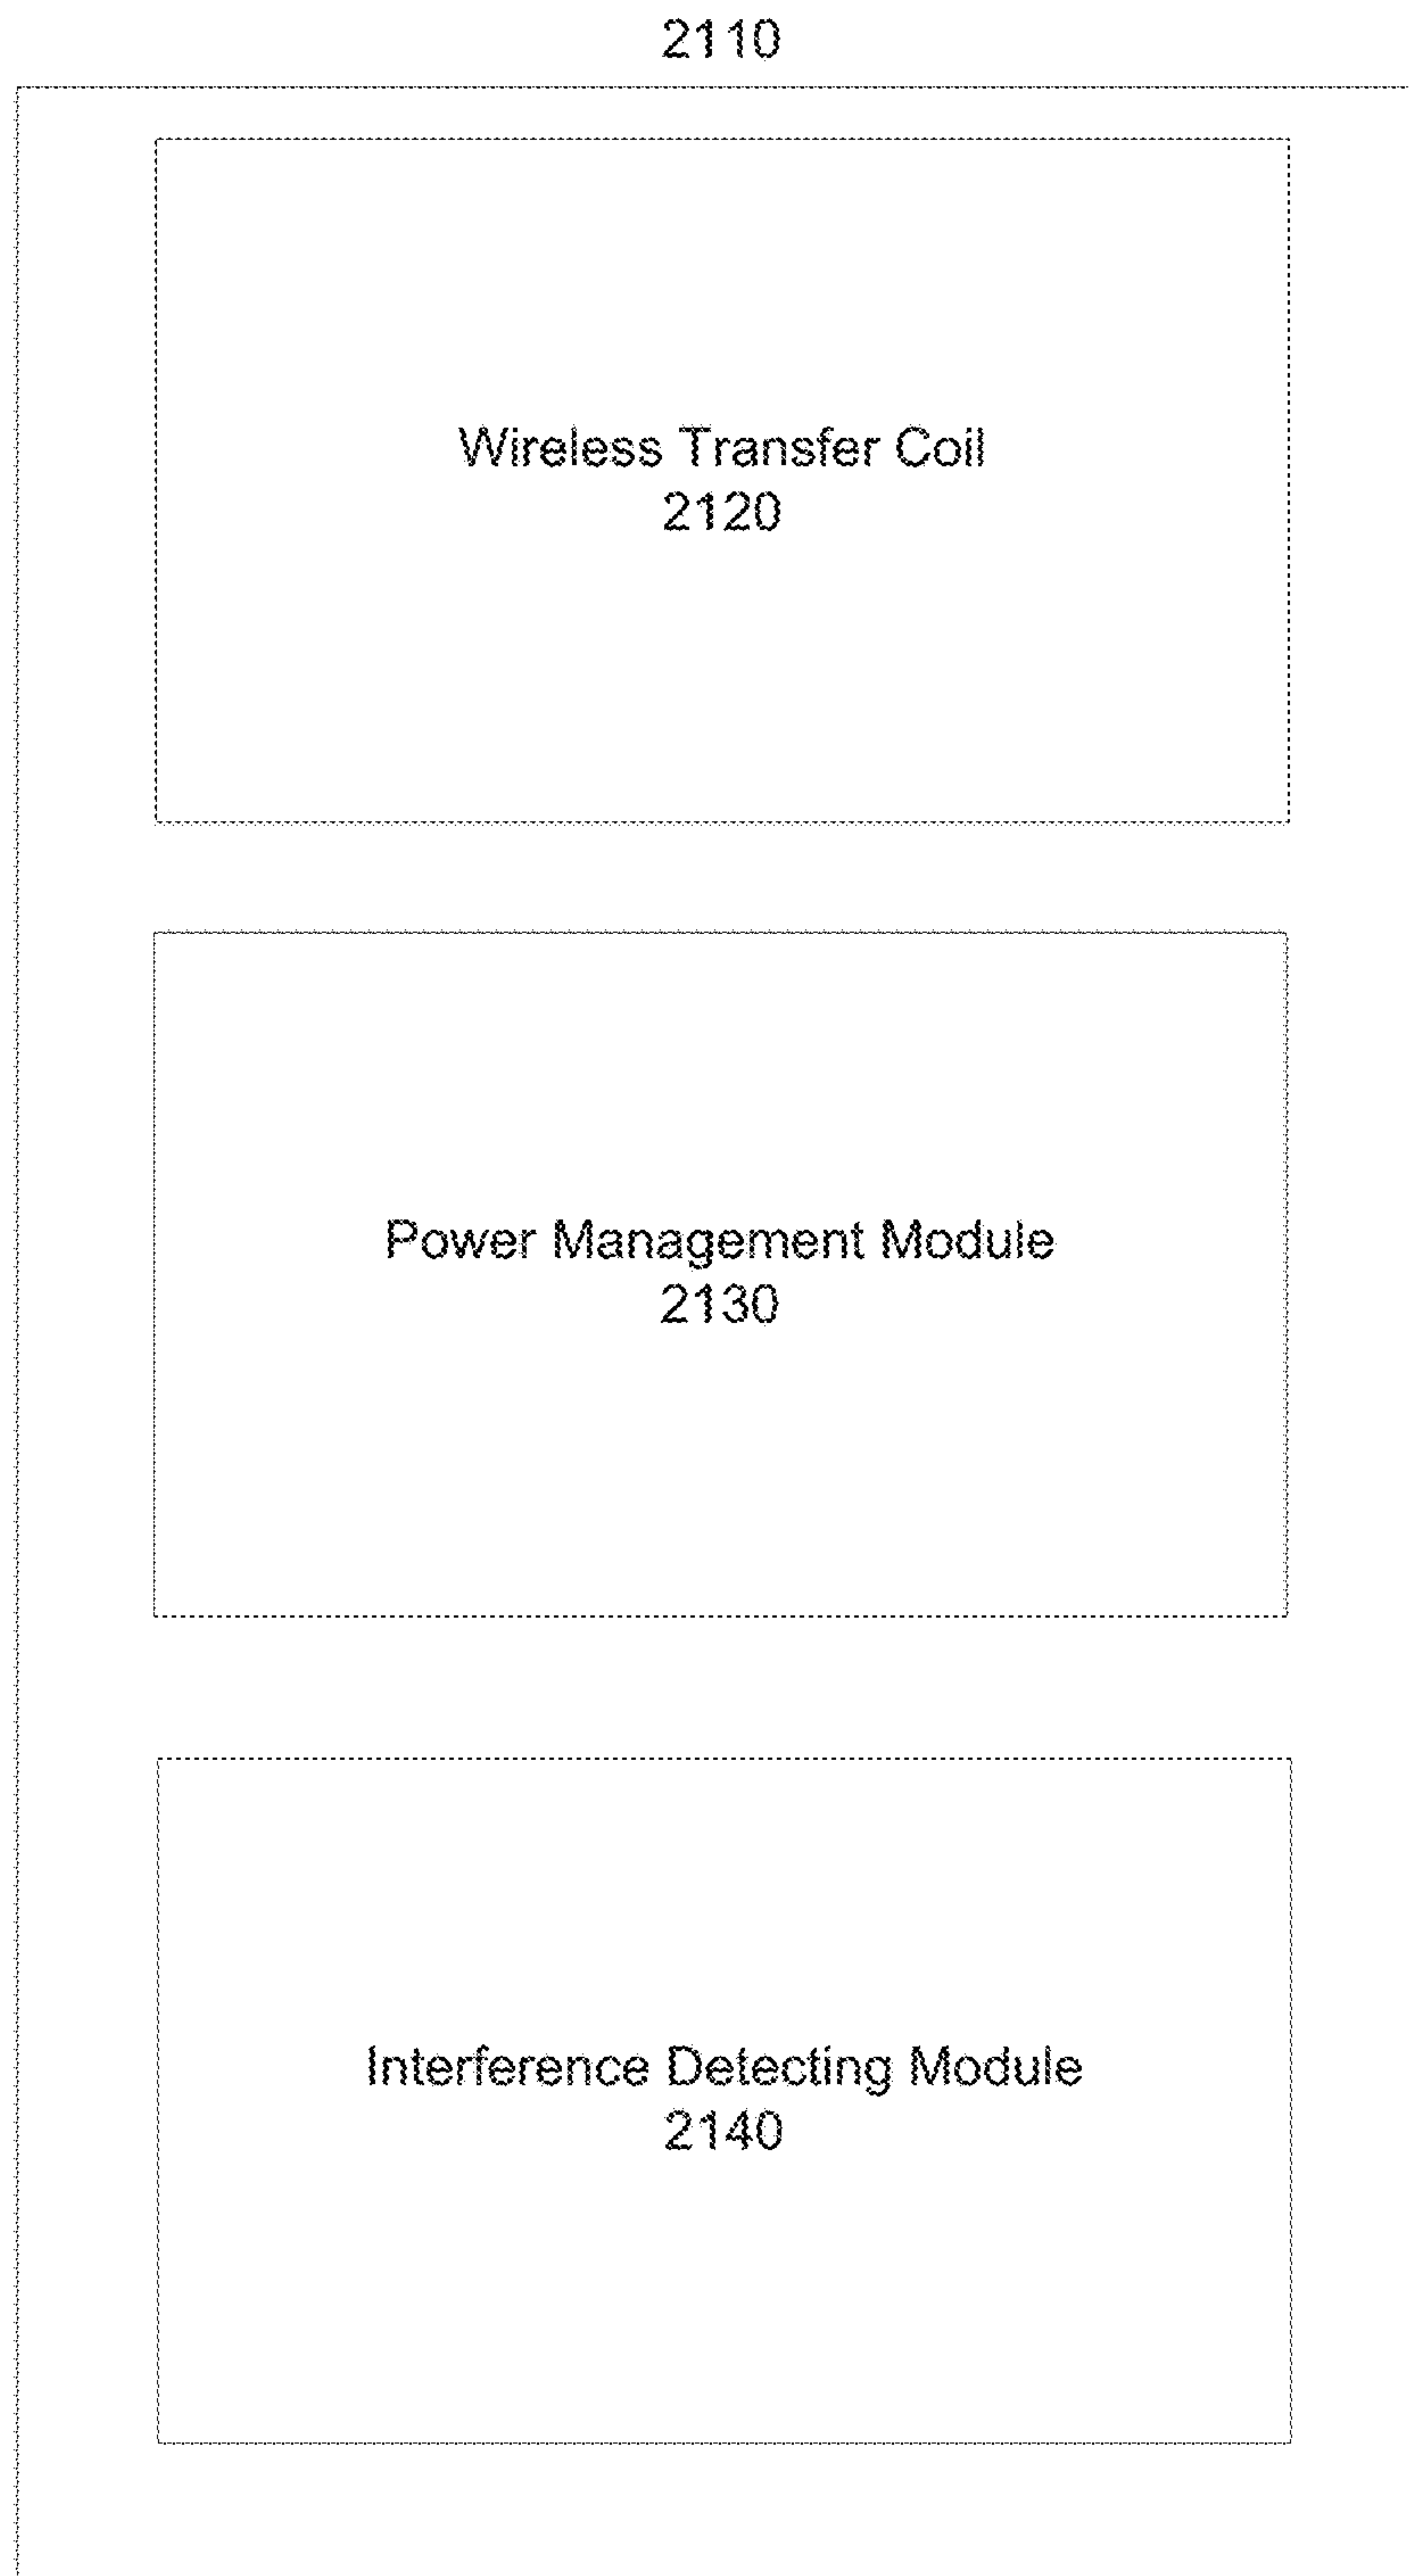 2110
Wireless Transfer Coil
2120
Power Management Module
2130
Interference Detecting Module
2140